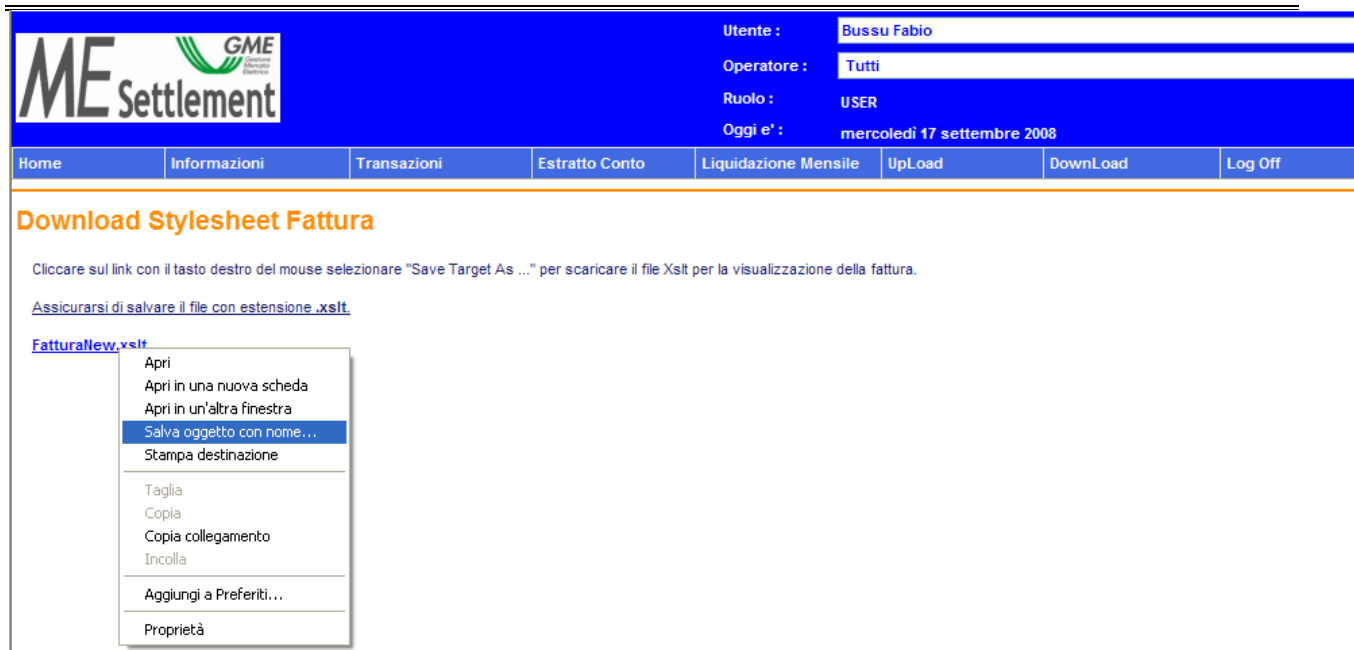 ME Settlement
GME
Gestore
Mercato
Elettrico
Utente : Bussu Fabio
Operatore : Tutti
Ruolo : USER
Oggi e' : mercoledì 17 settembre 2008
Home Informazioni Transazioni Estratto Conto Liquidazione Mensile UpLoad DownLoad Log Off
Download Stylesheet Fattura
Cliccare sul link con il tasto destro del mouse selezionare "Save Target As ..." per scaricare il file Xslt per la visualizzazione della fattura.
Assicurarsi di salvare il file con estensione .xslt.
FatturaNew.xslt
Apri
Apri in una nuova scheda
Apri in un'altra finestra
Salva oggetto con nome...
Stampa destinazione
Taglia
Copia
Copia collegamento
Incolla
Aggiungi a Preferiti...
Proprietà